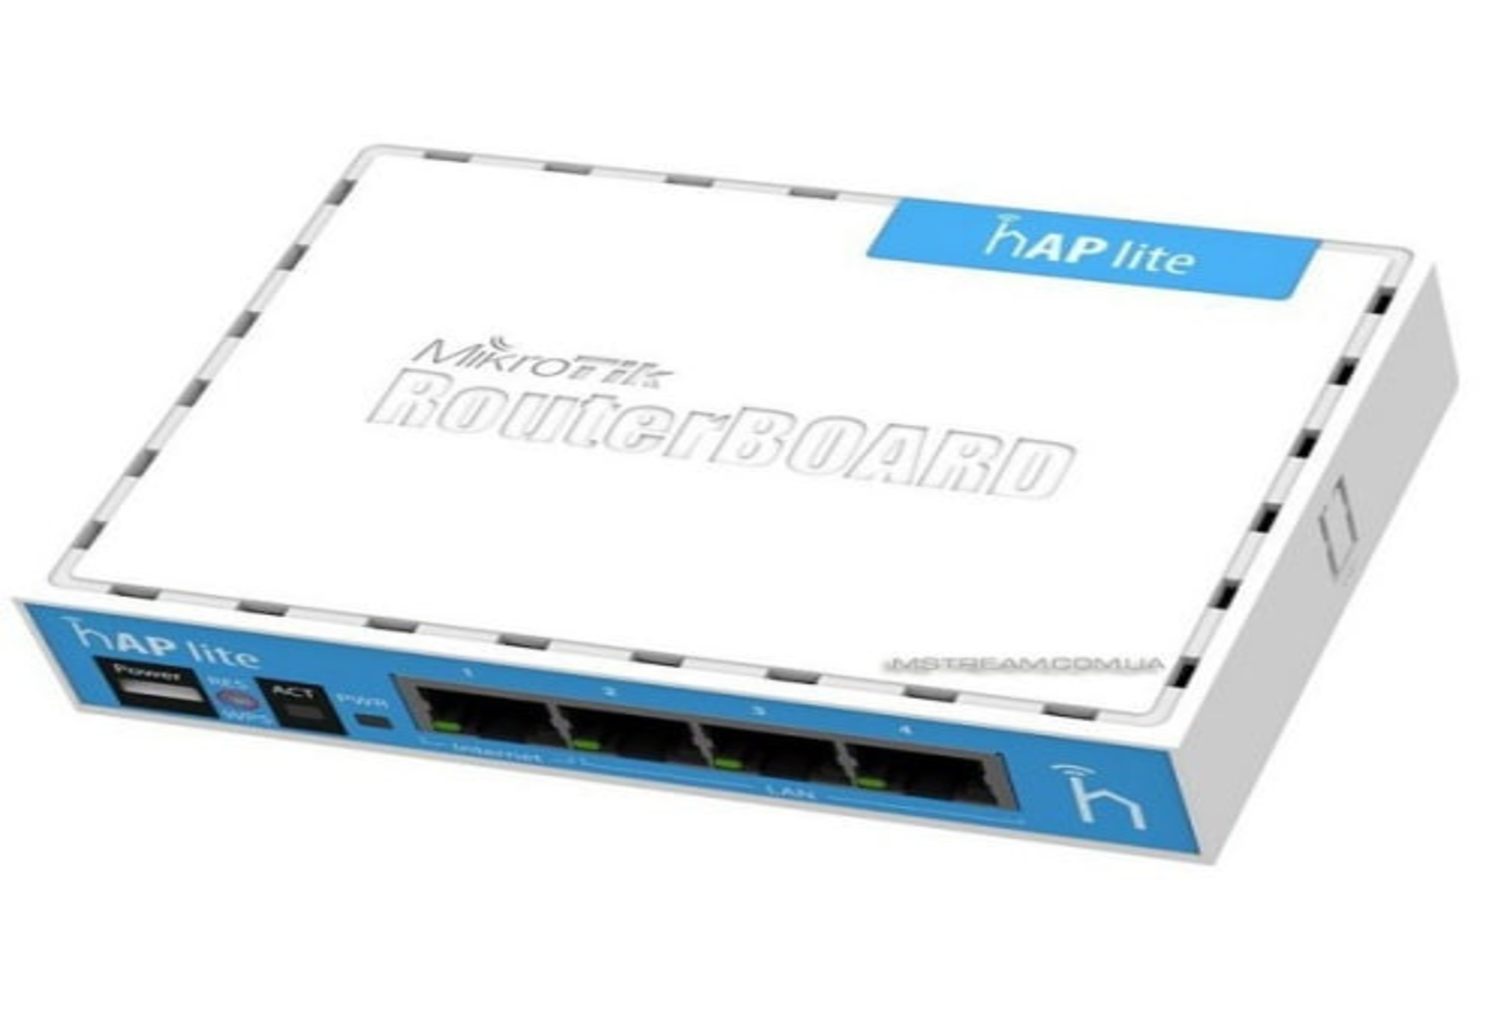 hAP lite
MikroTik
RouterBOARD
MSTREAM.COM.UA
hAP lite
Power
RES
WPS
ACT
PWR
1
2
3
4
Internet
LAN